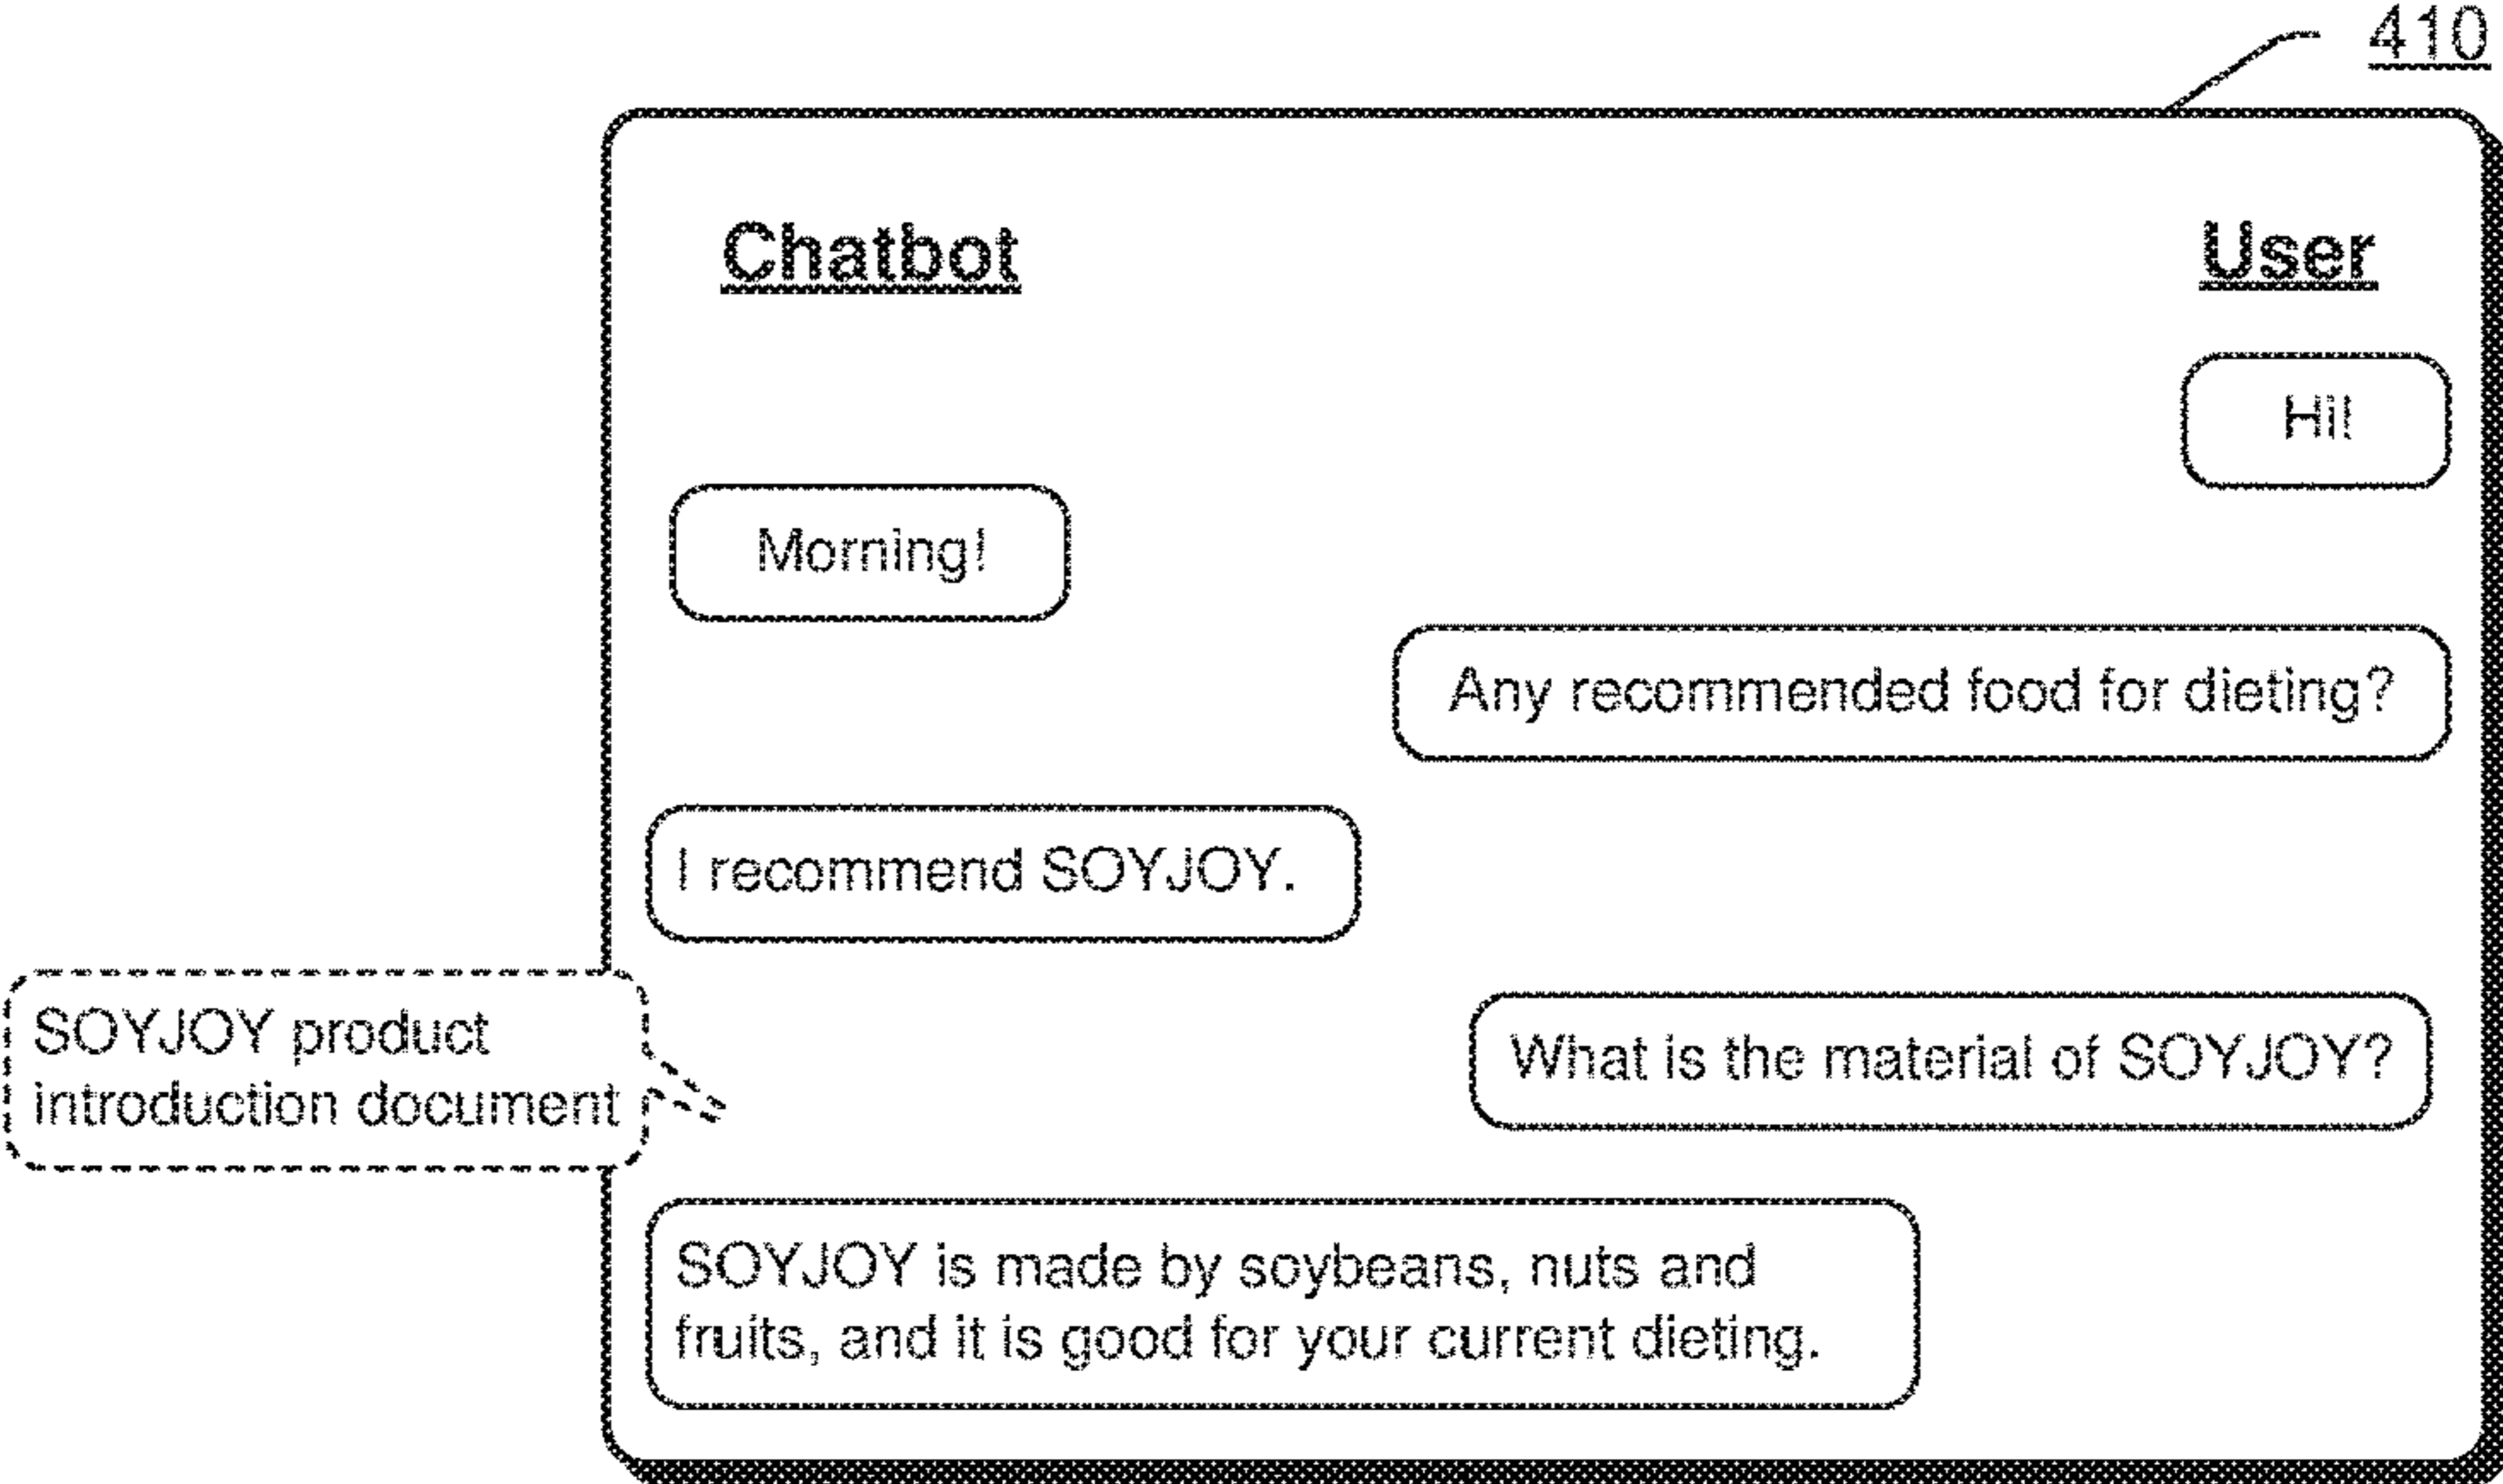 410
Chatbot
User
Hi!
Morning!
Any recommended food for dieting?
I recommend SOYJOY.
SOYJOY product
introduction document
What is the material of SOYJOY?
SOYJOY is made by soybeans, nuts and
fruits, and it is good for your current dieting.